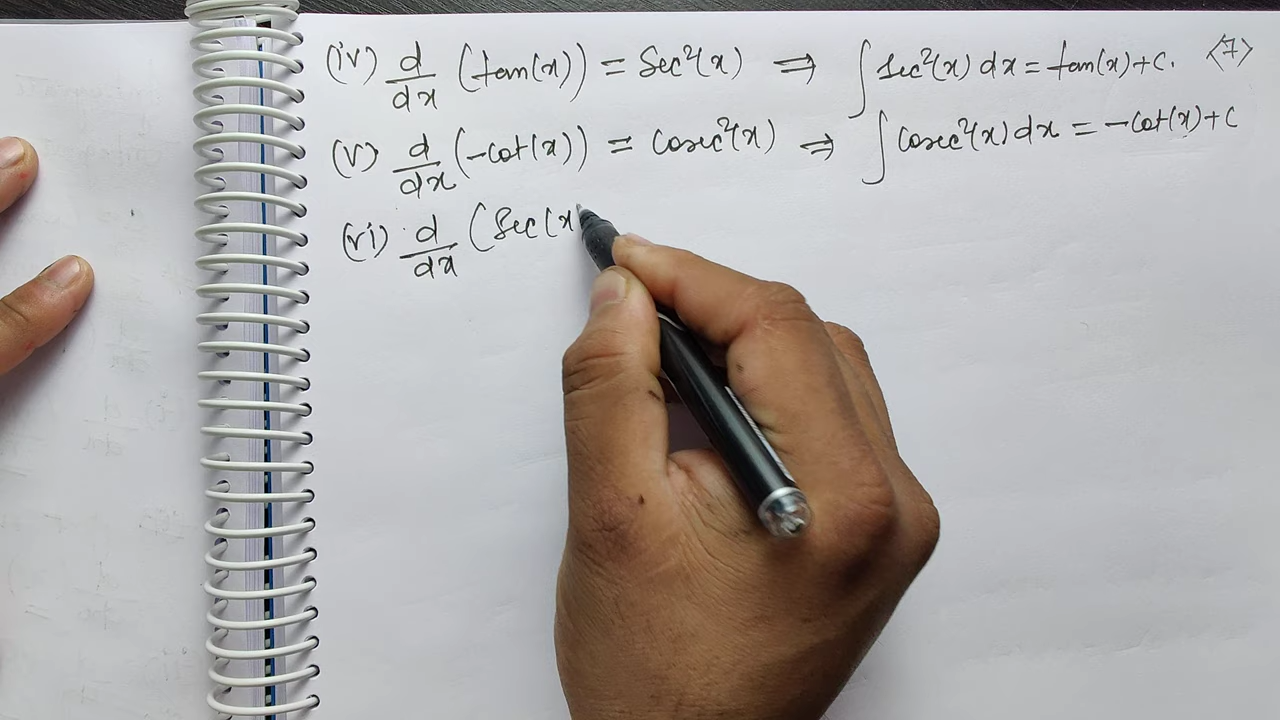 (iv) d/dx (tan(x)) = Sec²(x) ⇒ ∫ Sec²(x) dx = tan(x)+C. <7>
(v) d/dx (-Cot(x)) = Cosec²(x) ⇒ ∫ Cosec²(x) dx = -Cot(x)+C
(vi) d/dx (Sec(x